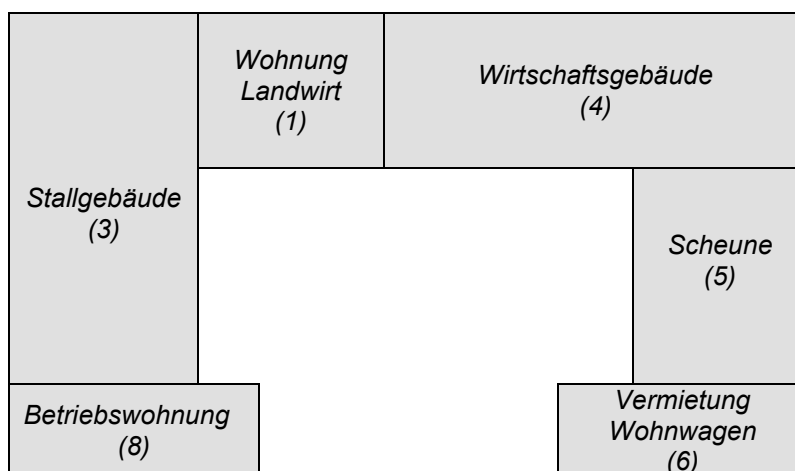 Wohnung
Landwirt
(1)
Wirtschaftsgebäude
(4)
Stallgebäude
(3)
Scheune
(5)
Betriebswohnung
(8)
Vermietung
Wohnwagen
(6)